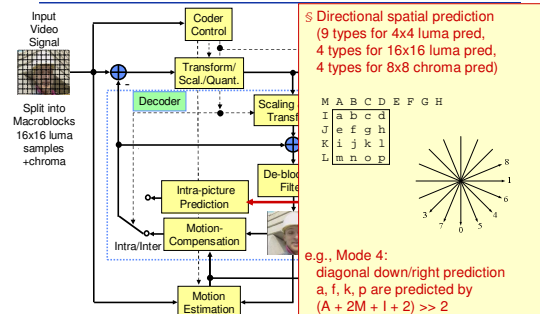 Input
Video
Signal
Split into
Macroblocks
16x16 luma
samples
+chroma
Coder
Control
Transform/
Scal./Quant.
-
Decoder
Scaling
Transf
De-bloc
Filte
Intra-picture
Prediction
Motion-
Compensation
Intra/Inter
Motion
Estimation
Directional spatial prediction
(9 types for 4x4 luma pred,
4 types for 16x16 luma pred,
4 types for 8x8 chroma pred)
M A B C D E F G H
I a b c d
J e f g h
K i j k l
L m n o p
8
1
6
4
5
0
7
3
e.g., Mode 4:
diagonal down/right prediction
a, f, k, p are predicted by
(A + 2M + I + 2) >> 2